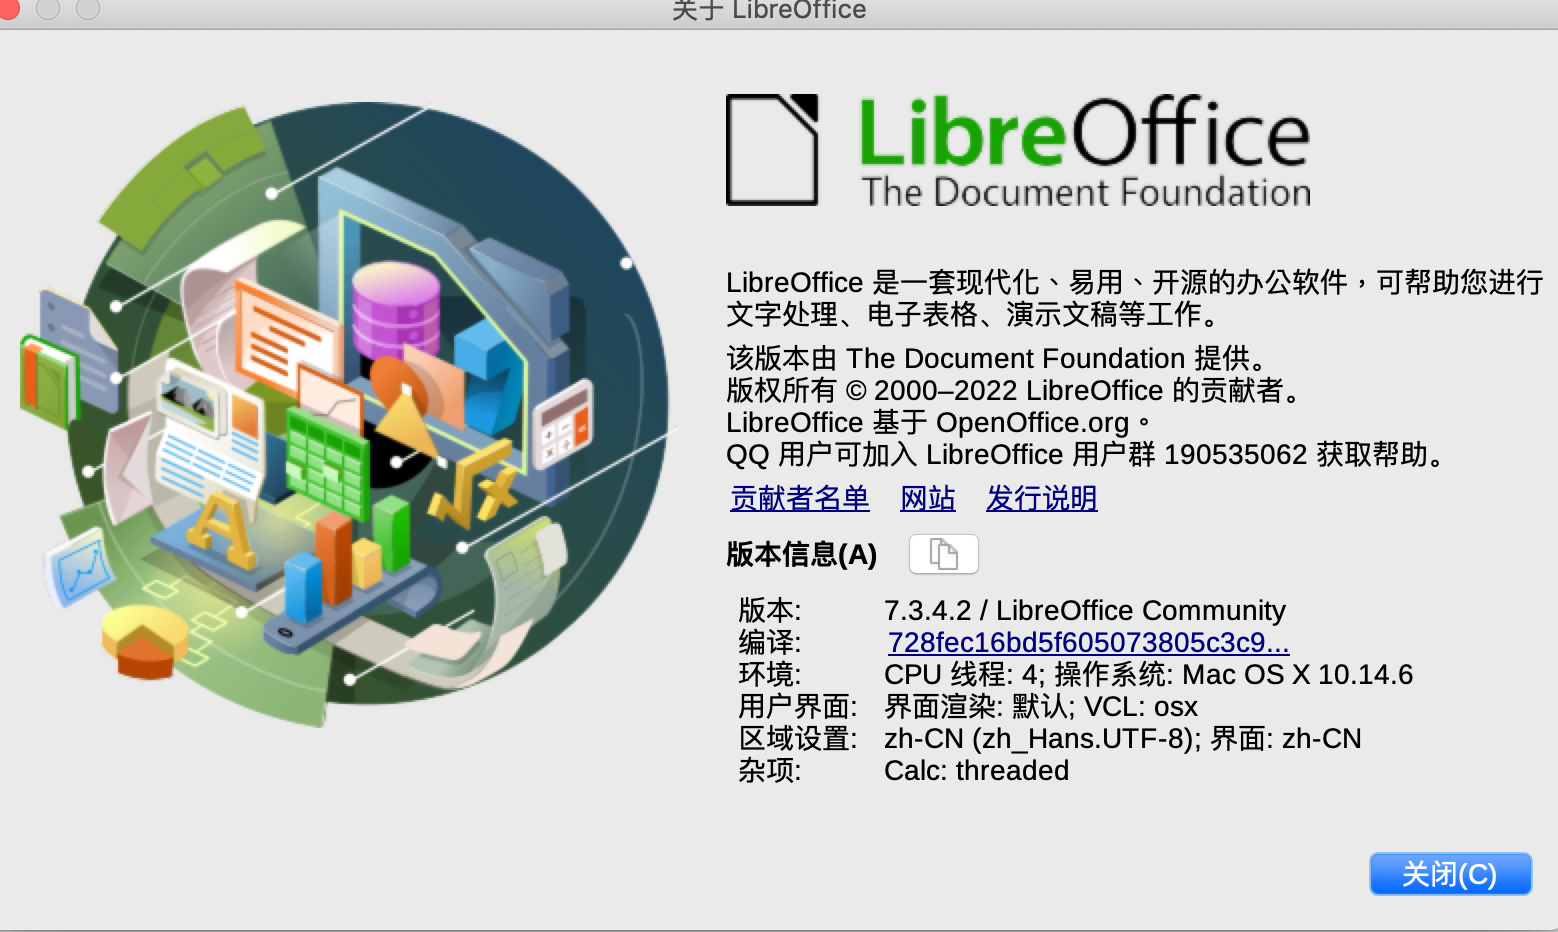 关于 LibreOffice
LibreOffice
The Document Foundation
LibreOffice 是一套现代化、易用、开源的办公软件，可帮助您进行
文字处理、电子表格、演示文稿等工作。
该版本由 The Document Foundation 提供。
版权所有 © 2000–2022 LibreOffice 的贡献者。
LibreOffice 基于 OpenOffice.org。
QQ 用户可加入 LibreOffice 用户群 190535062 获取帮助。
贡献者名单 网站 发行说明
版本信息(A)
版本: 7.3.4.2 / LibreOffice Community
编译: 728fec16bd5f605073805c3c9...
环境: CPU 线程: 4; 操作系统: Mac OS X 10.14.6
用户界面: 界面渲染: 默认; VCL: osx
区域设置: zh-CN (zh_Hans.UTF-8); 界面: zh-CN
杂项: Calc: threaded
关闭(C)